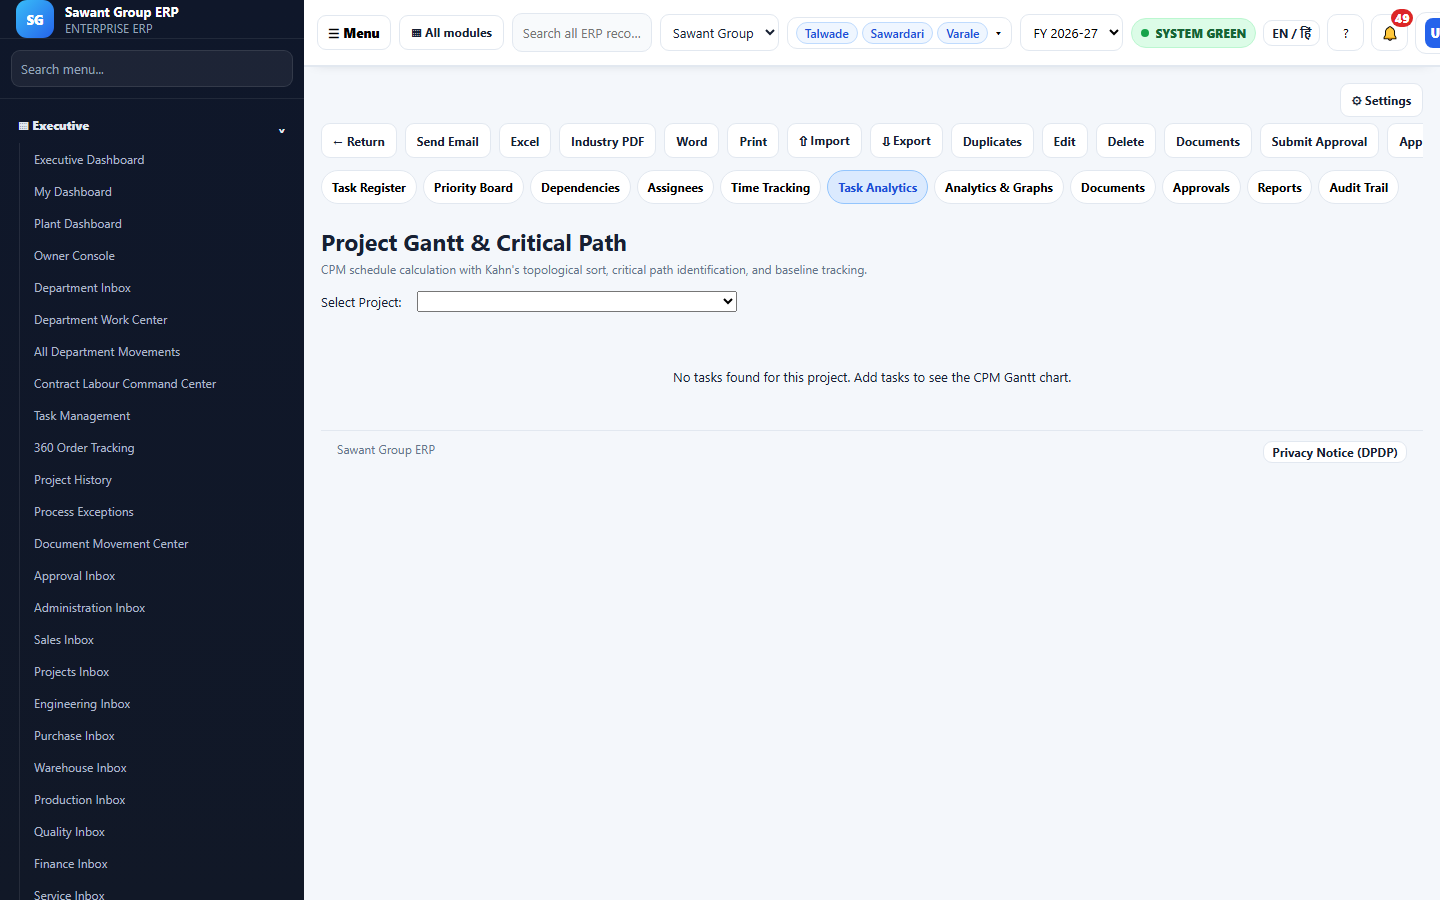 SG
Sawant Group ERP
ENTERPRISE ERP
Search menu...
Executive
Executive Dashboard
My Dashboard
Plant Dashboard
Owner Console
Department Inbox
Department Work Center
All Department Movements
Contract Labour Command Center
Task Management
360 Order Tracking
Project History
Process Exceptions
Document Movement Center
Approval Inbox
Administration Inbox
Sales Inbox
Projects Inbox
Engineering Inbox
Purchase Inbox
Warehouse Inbox
Production Inbox
Quality Inbox
Finance Inbox
Service Inbox
☰ Menu
All modules
Search all ERP reco...
Sawant Group
Talwade
Sawardari
Varale
FY 2026-27
SYSTEM GREEN
EN / हिं
?
49
U
⚙ Settings
← Return
Send Email
Excel
Industry PDF
Word
Print
⇧ Import
⇩ Export
Duplicates
Edit
Delete
Documents
Submit Approval
App
Task Register
Priority Board
Dependencies
Assignees
Time Tracking
Task Analytics
Analytics & Graphs
Documents
Approvals
Reports
Audit Trail
Project Gantt & Critical Path
CPM schedule calculation with Kahn's topological sort, critical path identification, and baseline tracking.
Select Project:
No tasks found for this project. Add tasks to see the CPM Gantt chart.
Sawant Group ERP
Privacy Notice (DPDP)